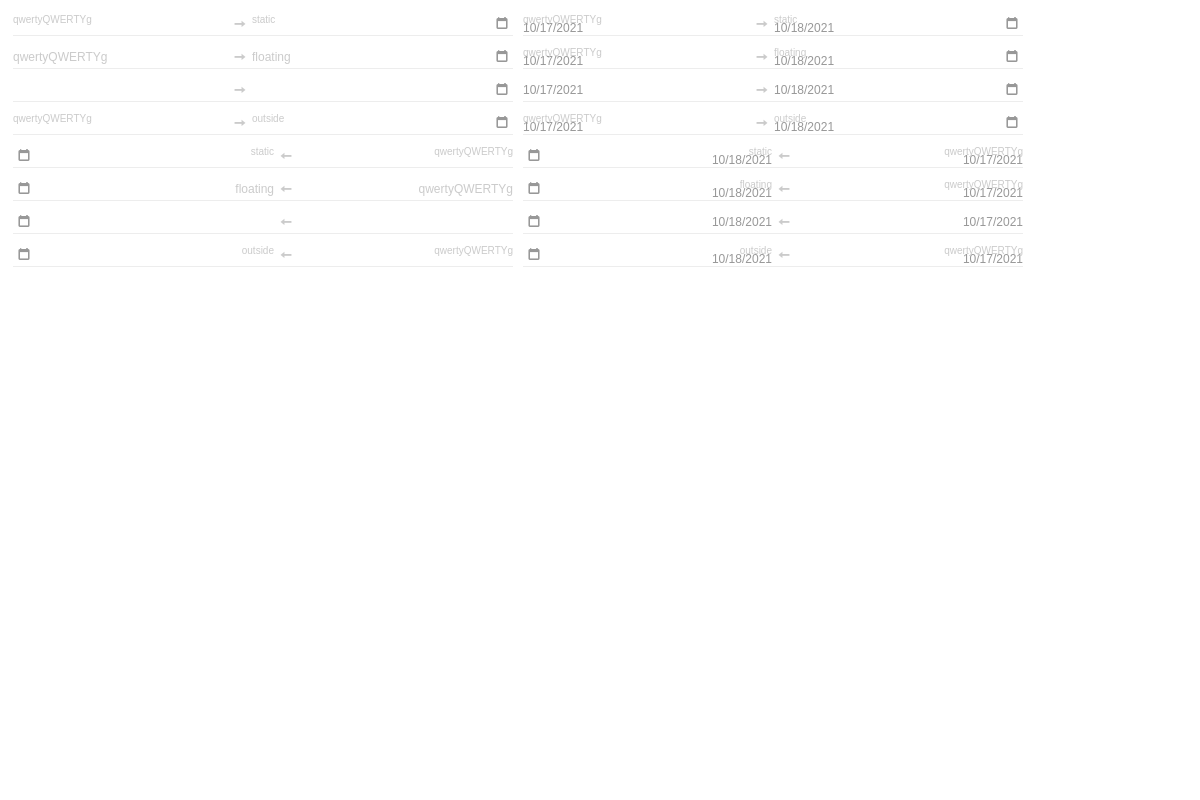 qwertyQWERTYg static qwertyQWERTYg static
10/17/2021 10/18/2021
qwertyQWERTYg floating qwertyQWERTYg floating
10/17/2021 10/18/2021
10/17/2021 10/18/2021
qwertyQWERTYg outside qwertyQWERTYg outside
10/17/2021 10/18/2021
static qwertyQWERTYg static qwertyQWERTYg
10/18/2021 10/17/2021
floating qwertyQWERTYg floating qwertyQWERTYg
10/18/2021 10/17/2021
10/18/2021 10/17/2021
outside qwertyQWERTYg outside qwertyQWERTYg
10/18/2021 10/17/2021